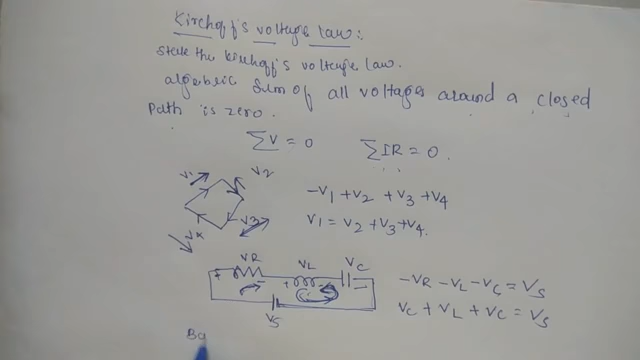 Kirchoff's voltage law:
State the kirchoff's voltage law.
algebric sum of all voltages around a closed
Path is zero.
ΣV = 0 ΣIR = 0.
V1 V2
-V1 + V2 + V3 + V4
V3
V1 = V2 + V3 + V4.
VR VL VC
+ + -
-VR - VL - VC = VS
VC + VL + VC = VS
VS
Ba